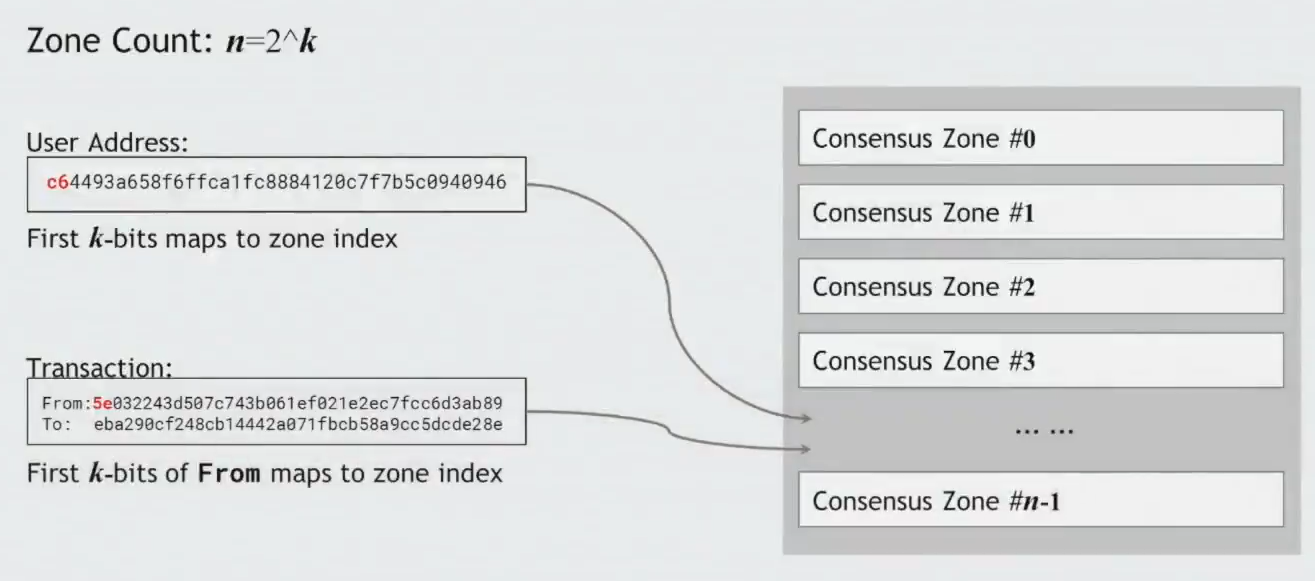 Zone Count: n=2^k
User Address:
c64493a658f6ffca1fc8884120c7f7b5c0940946
First k-bits maps to zone index
Transaction:
From:5e032243d507c743b061ef021e2ec7fcc6d3ab89
To: eba290cf248cb14442a071fbcb58a9cc5dcde28e
First k-bits of From maps to zone index
Consensus Zone #0
Consensus Zone #1
Consensus Zone #2
Consensus Zone #3
... ...
Consensus Zone #n-1